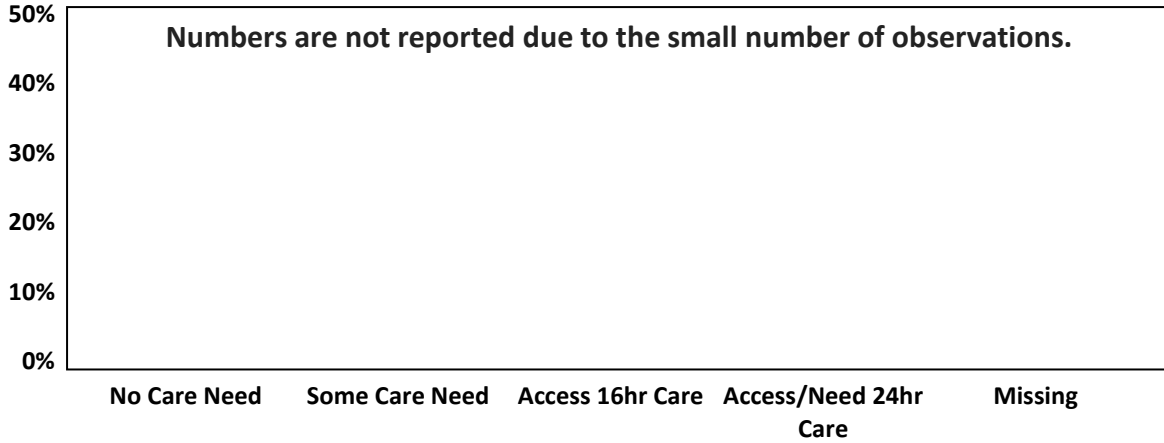 50%
Numbers are not reported due to the small number of observations.
40%
30%
20%
10%
0%
No Care Need
Some Care Need
Access 16hr Care
Access/Need 24hr
Care
Missing